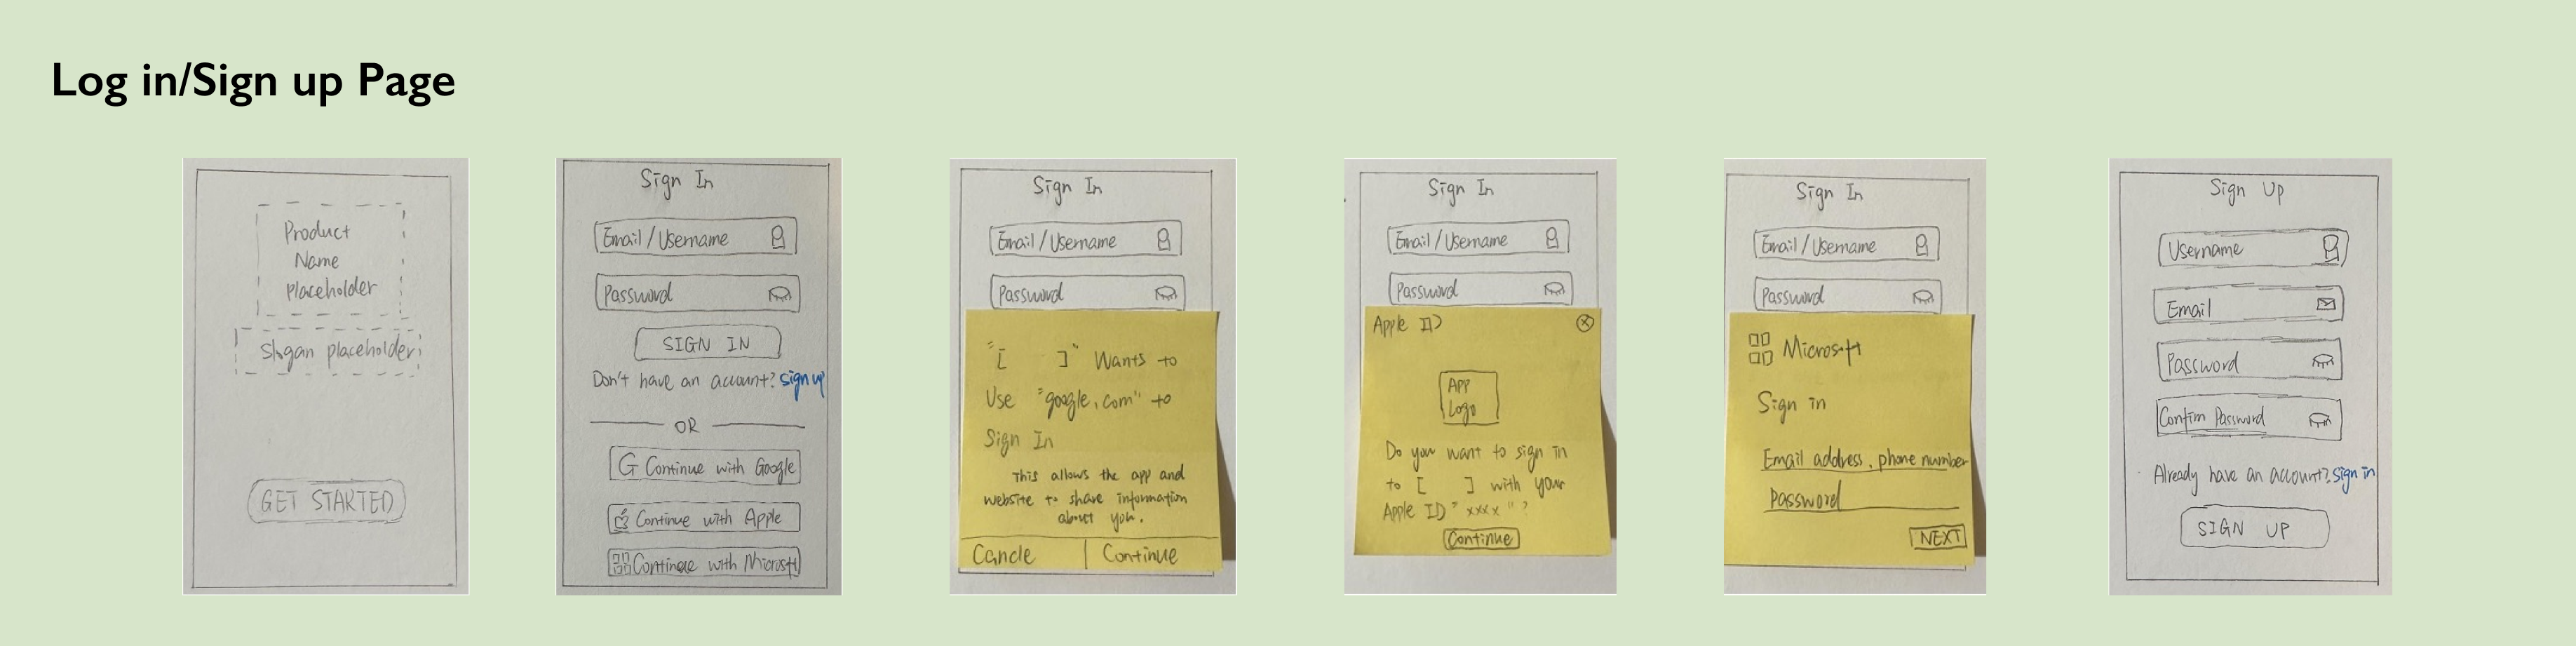 Log in/Sign up Page
Product
Name
placeholder
Slogan placeholder
GET STARTED
Sign In
Email/Username
Password
SIGN IN
Don't have an account? sign up
OR
G Continue with Google
Continue with Apple
Continue with Microsft
Sign In
Email/Username
Password
"[ ]" Wants to
Use "google.com" to
Sign In
This allows the app and
website to share information
about you.
Cancle | Continue
Sign In
Email/Username
Password
Apple ID
APP
Logo
Do you want to sign in
to [ ] with your
Apple ID "xxxx"?
Continue
Sign In
Email/Username
Password
Microsoft
Sign in
Email address, phone number
Password
NEXT
Sign Up
Username
Email
Password
Confirm Password
Already have an account? sign in
SIGN UP